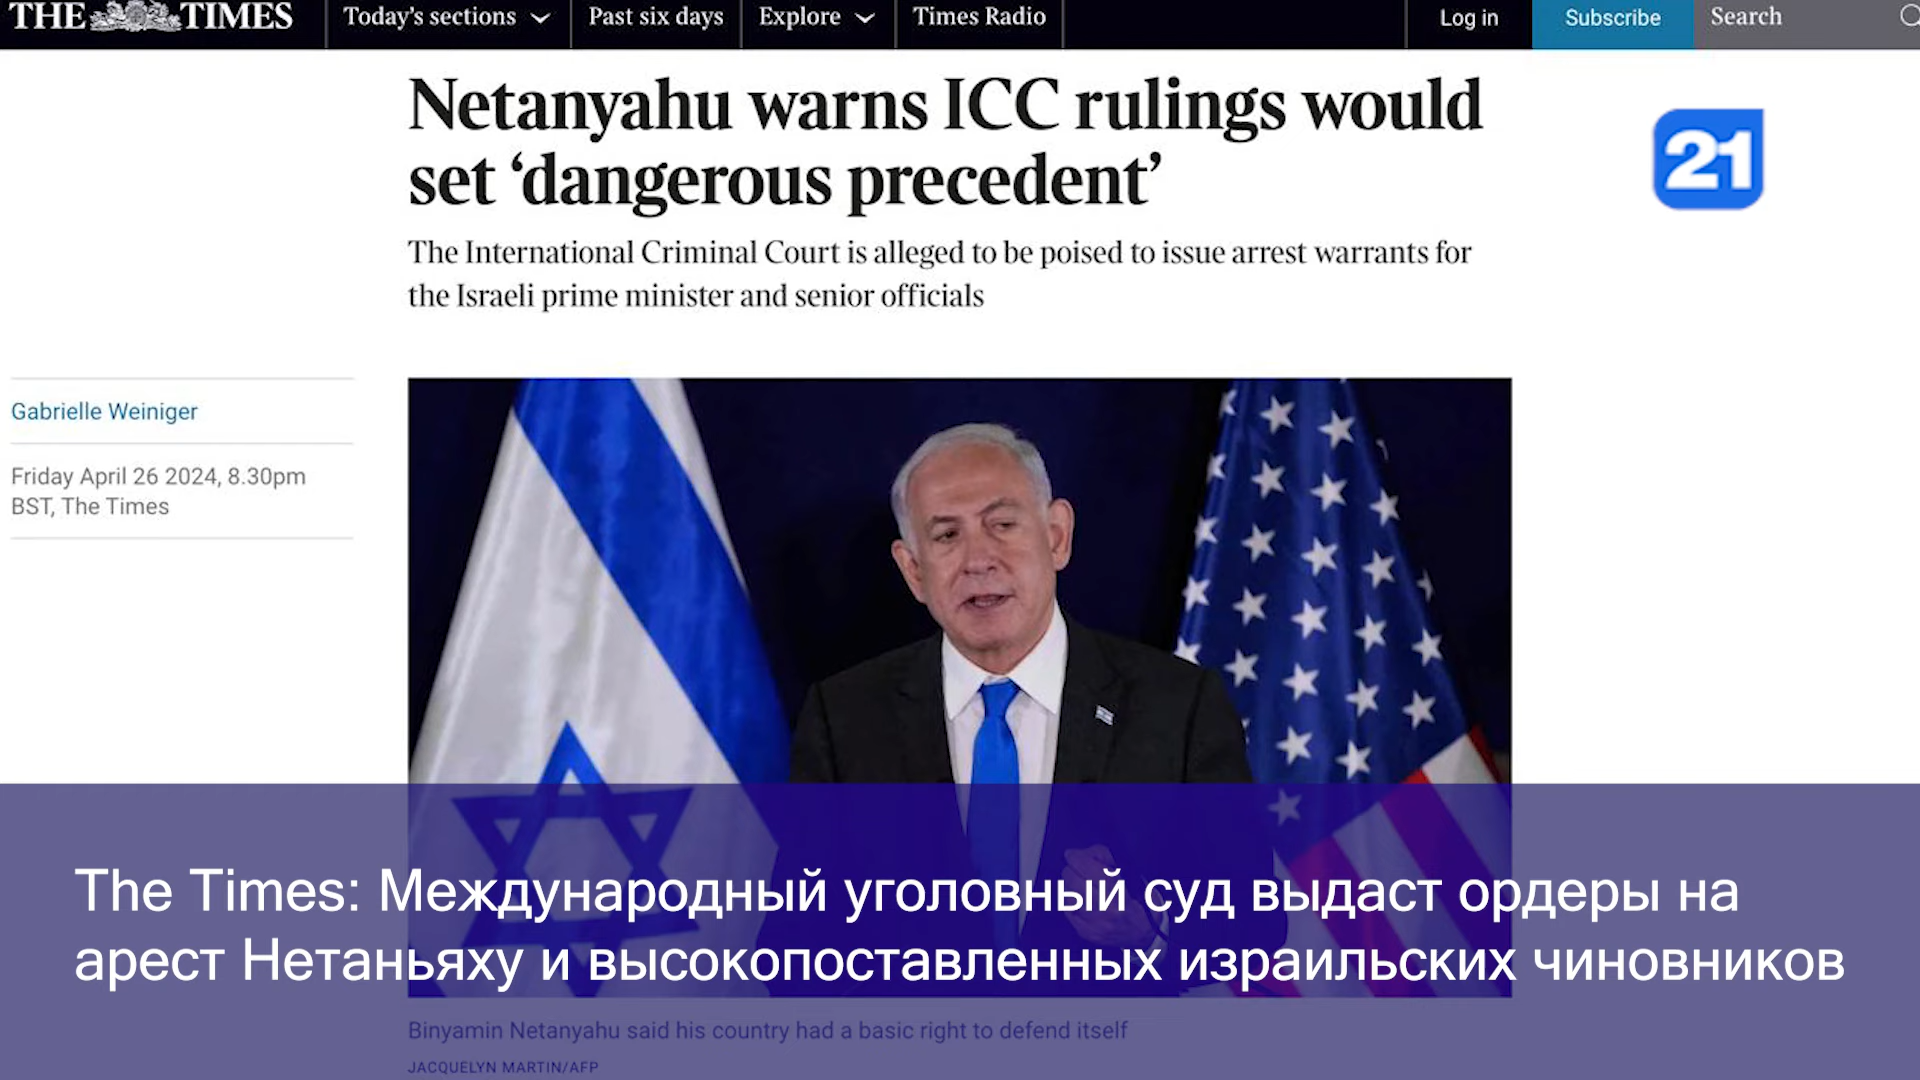 THE TIMES
Today's sections
Past six days
Explore
Times Radio
Log in
Subscribe
Search
Netanyahu warns ICC rulings would
set ‘dangerous precedent’
The International Criminal Court is alleged to be poised to issue arrest warrants for
the Israeli prime minister and senior officials
21
Gabrielle Weiniger
Friday April 26 2024, 8.30pm
BST, The Times
The Times: Международный уголовный суд выдаст ордеры на
арест Нетаньяху и высокопоставленных израильских чиновников
Binyamin Netanyahu said his country had a basic right to defend itself
JACQUELYN MARTIN/AFP